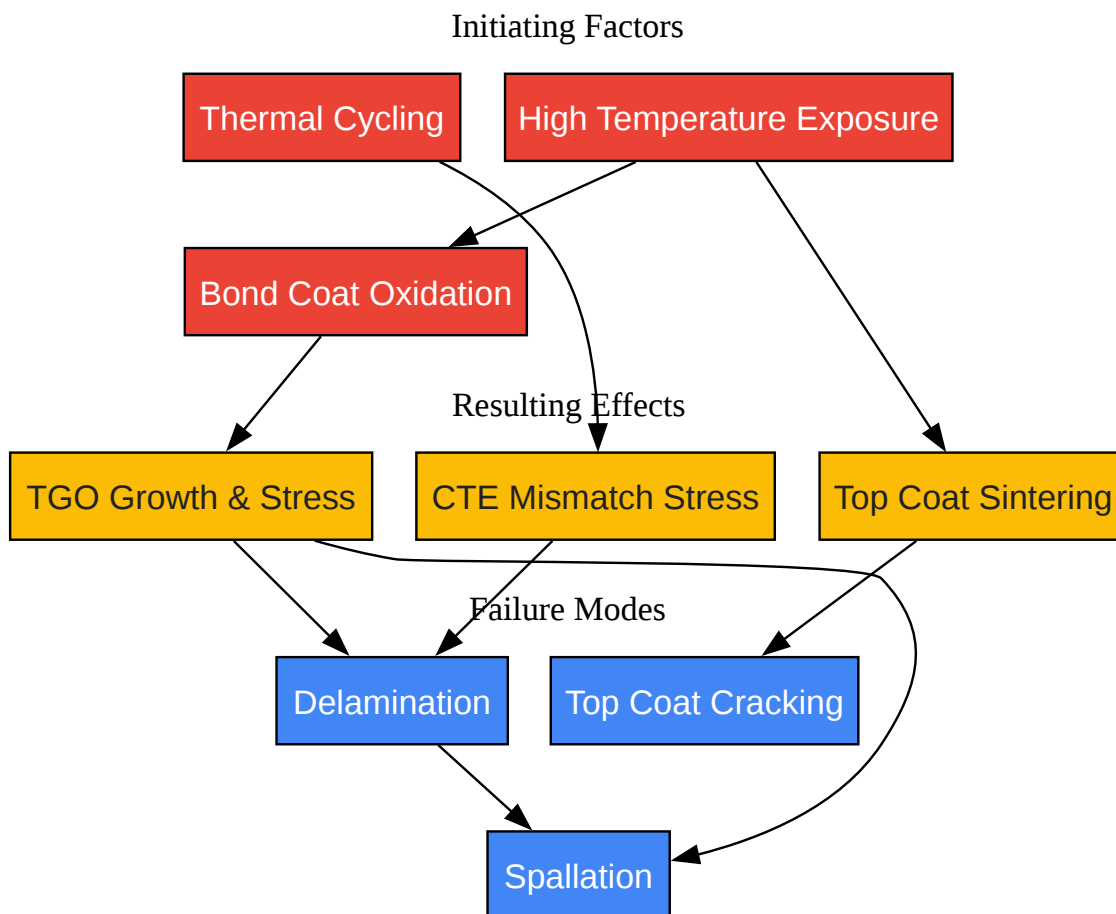 Initiating Factors
Thermal Cycling
High Temperature Exposure
Bond Coat Oxidation
Resulting Effects
TGO Growth & Stress
CTE Mismatch Stress
Top Coat Sintering
Failure Modes
Delamination
Top Coat Cracking
Spallation